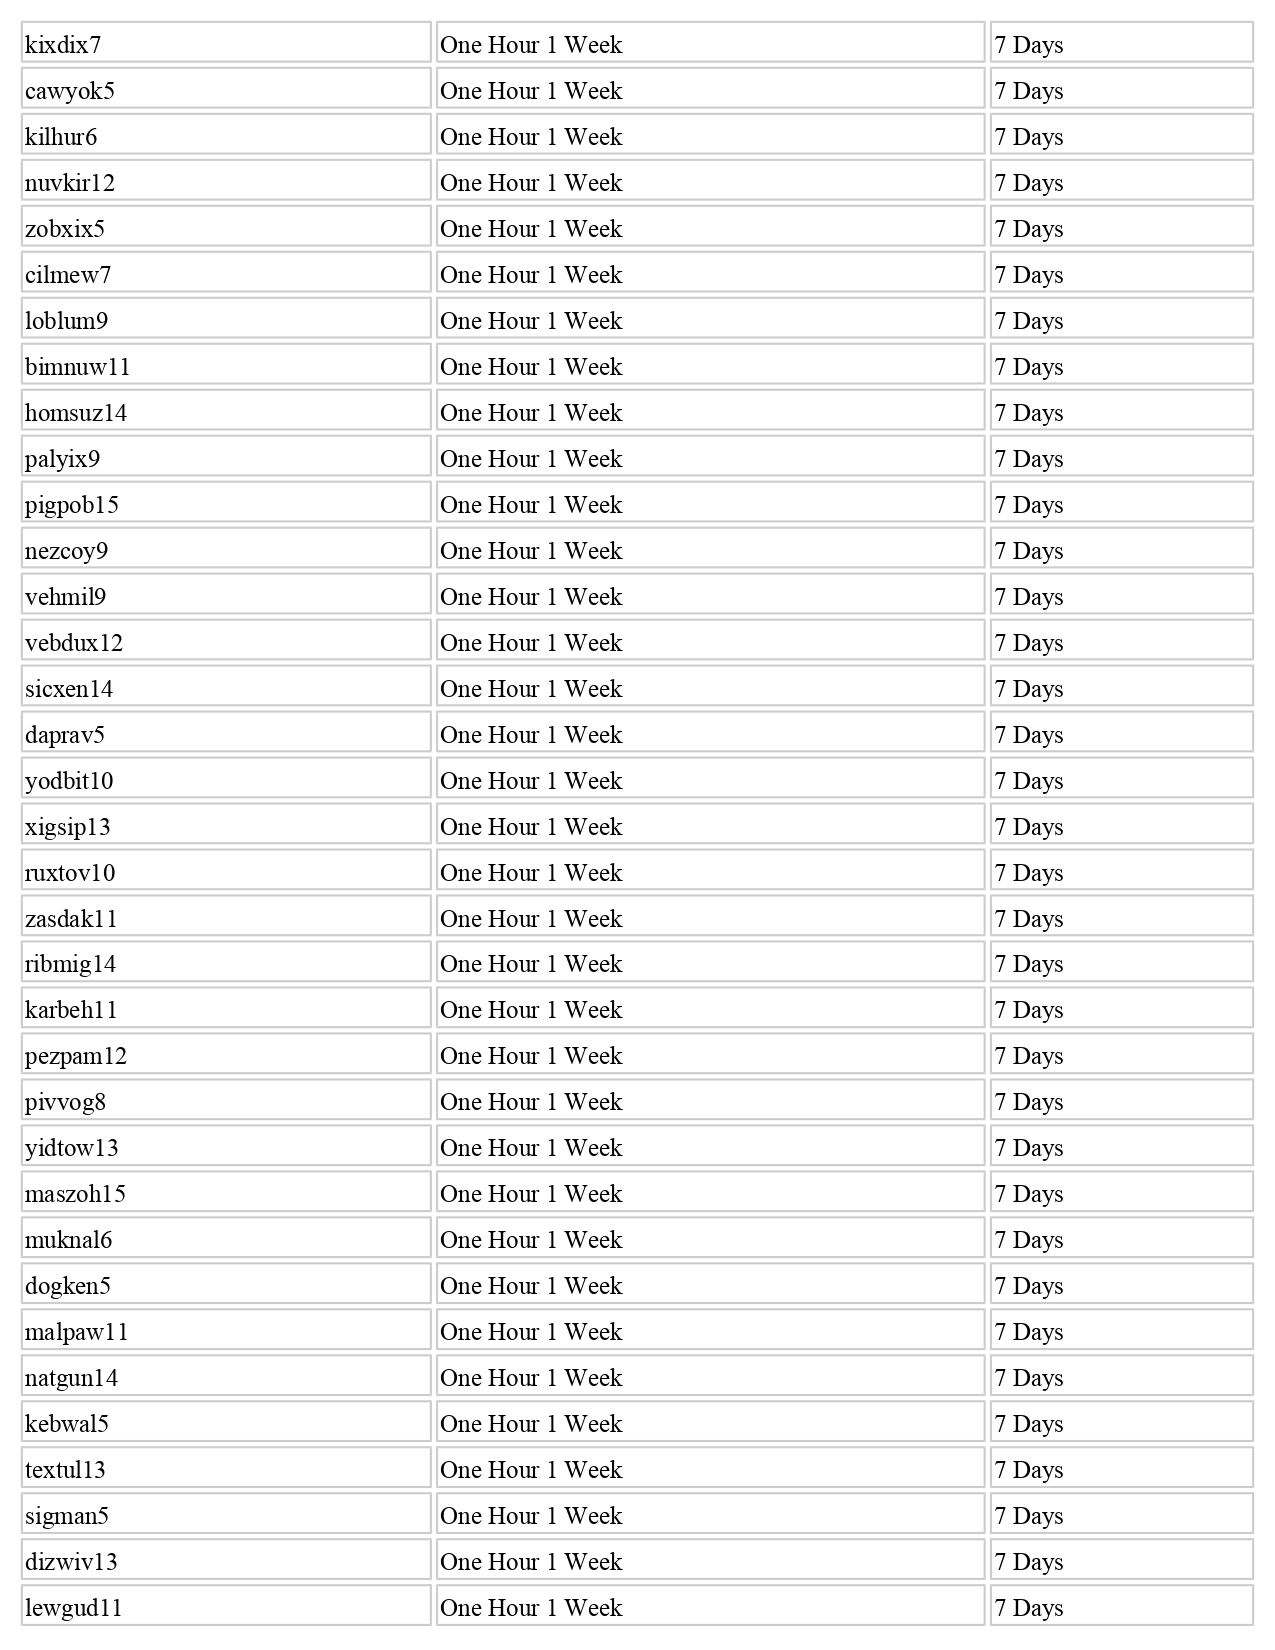 kixdix7 One Hour 1 Week 7 Days
cawyok5 One Hour 1 Week 7 Days
kilhur6 One Hour 1 Week 7 Days
nuvkir12 One Hour 1 Week 7 Days
zobxix5 One Hour 1 Week 7 Days
cilmew7 One Hour 1 Week 7 Days
loblum9 One Hour 1 Week 7 Days
bimnuw11 One Hour 1 Week 7 Days
homsuz14 One Hour 1 Week 7 Days
palyix9 One Hour 1 Week 7 Days
pigpob15 One Hour 1 Week 7 Days
nezcoy9 One Hour 1 Week 7 Days
vehmil9 One Hour 1 Week 7 Days
vebdux12 One Hour 1 Week 7 Days
sicxen14 One Hour 1 Week 7 Days
daprav5 One Hour 1 Week 7 Days
yodbit10 One Hour 1 Week 7 Days
xigsip13 One Hour 1 Week 7 Days
ruxtov10 One Hour 1 Week 7 Days
zasdak11 One Hour 1 Week 7 Days
ribmig14 One Hour 1 Week 7 Days
karbeh11 One Hour 1 Week 7 Days
pezpam12 One Hour 1 Week 7 Days
pivvog8 One Hour 1 Week 7 Days
yidtow13 One Hour 1 Week 7 Days
maszoh15 One Hour 1 Week 7 Days
muknal6 One Hour 1 Week 7 Days
dogken5 One Hour 1 Week 7 Days
malpaw11 One Hour 1 Week 7 Days
natgun14 One Hour 1 Week 7 Days
kebwal5 One Hour 1 Week 7 Days
textul13 One Hour 1 Week 7 Days
sigman5 One Hour 1 Week 7 Days
dizwiv13 One Hour 1 Week 7 Days
lewgud11 One Hour 1 Week 7 Days